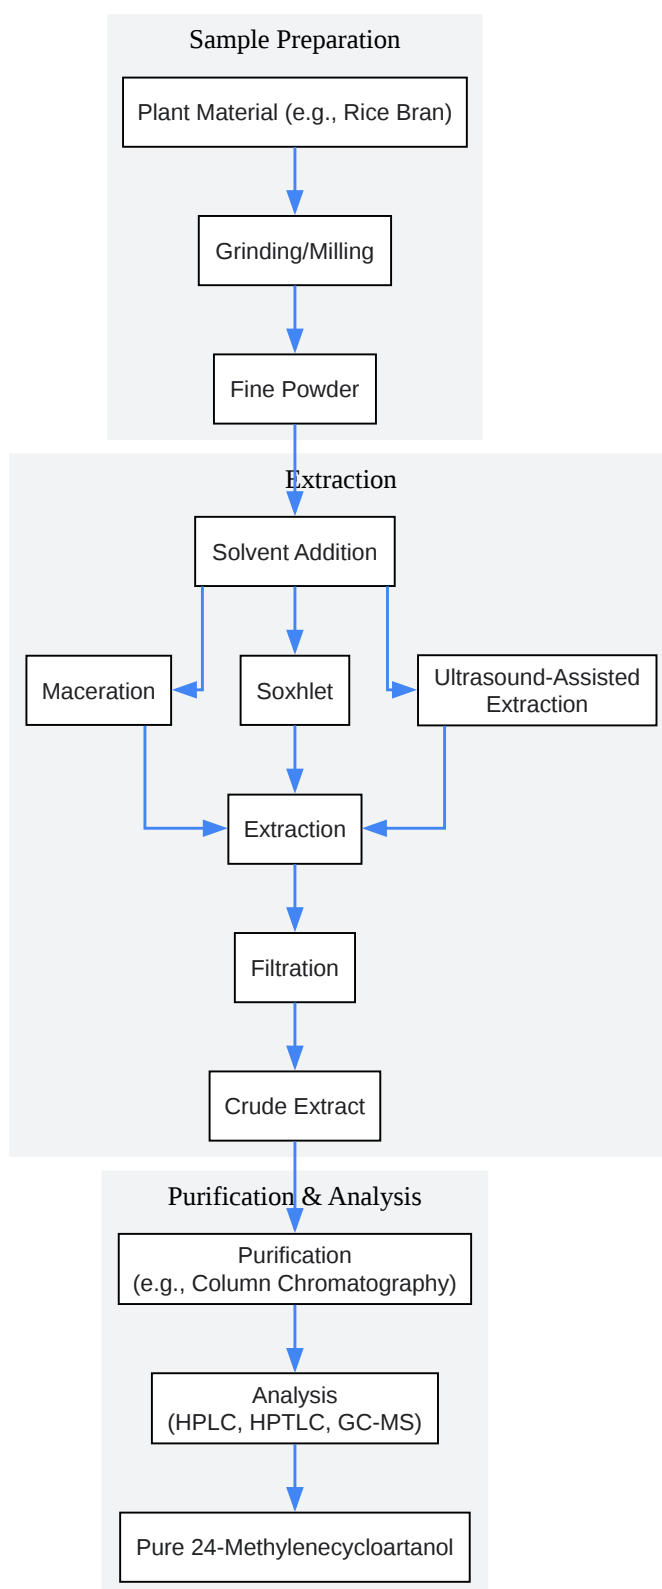 Sample Preparation
Plant Material (e.g., Rice Bran)
Grinding/Milling
Fine Powder
Extraction
Solvent Addition
Maceration
Soxhlet
Ultrasound-Assisted
Extraction
Extraction
Filtration
Crude Extract
Purification & Analysis
Purification
(e.g., Column Chromatography)
Analysis
(HPLC, HPTLC, GC-MS)
Pure 24-Methylenecycloartanol